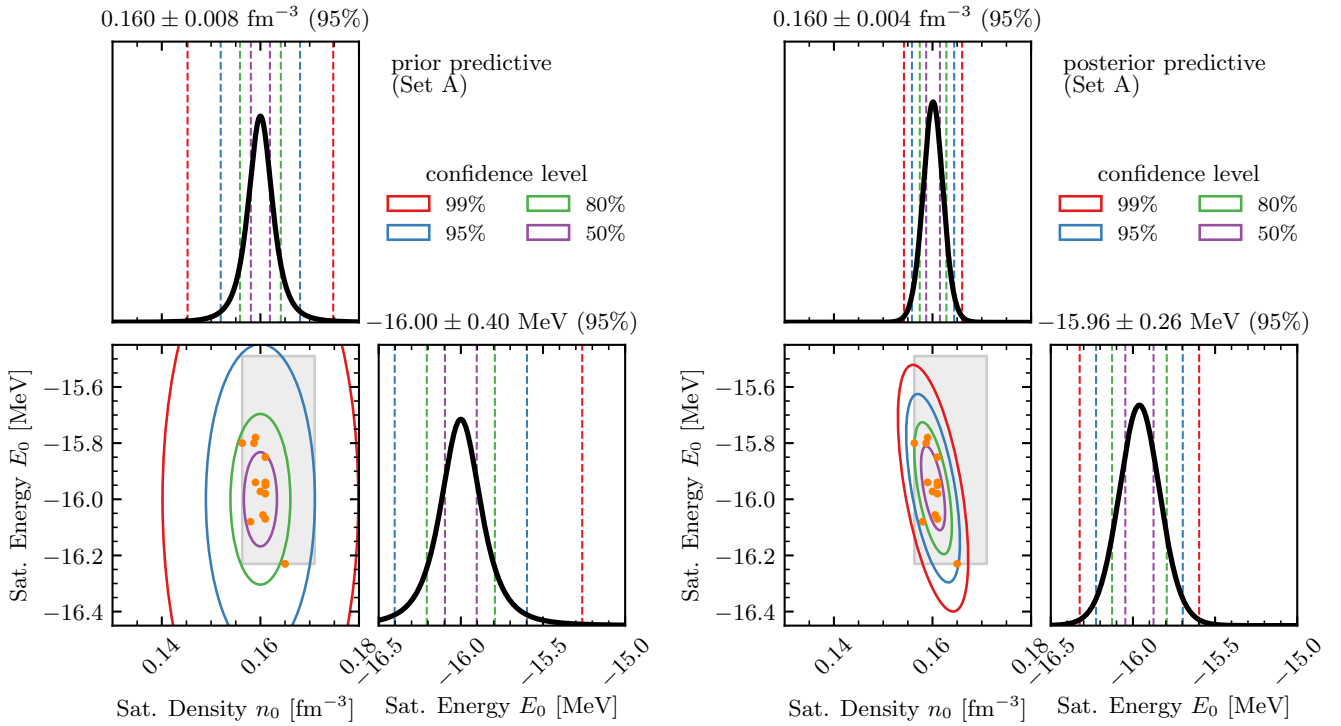 0.160 ± 0.008 fm⁻³ (95%)
prior predictive
(Set A)
confidence level
99%
80%
95%
50%
−16.00 ± 0.40 MeV (95%)
Sat. Energy E₀ [MeV]
−15.6
−15.8
−16.0
−16.2
−16.4
0.14
0.16
0.18
Sat. Density n₀ [fm⁻³]
−16.5
−16.0
−15.5
−15.0
Sat. Energy E₀ [MeV]
0.160 ± 0.004 fm⁻³ (95%)
posterior predictive
(Set A)
confidence level
99%
80%
95%
50%
−15.96 ± 0.26 MeV (95%)
Sat. Energy E₀ [MeV]
−15.6
−15.8
−16.0
−16.2
−16.4
0.14
0.16
0.18
Sat. Density n₀ [fm⁻³]
−16.5
−16.0
−15.5
−15.0
Sat. Energy E₀ [MeV]